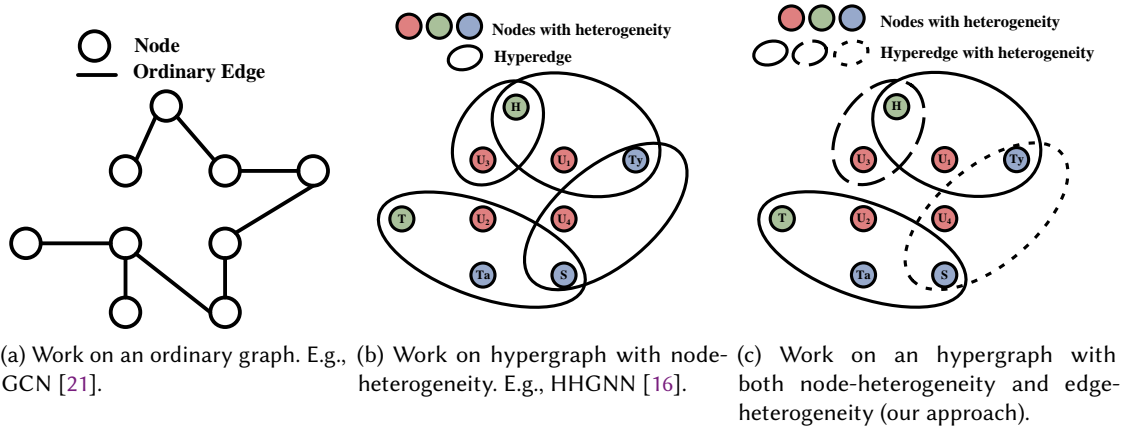 Node
Ordinary Edge
(a) Work on an ordinary graph. E.g.,
GCN [21].
Nodes with heterogeneity
Hyperedge
H
U3
U1
Ty
T
U2
U4
Ta
S
(b) Work on hypergraph with node-
heterogeneity. E.g., HHGNN [16].
Nodes with heterogeneity
Hyperedge with heterogeneity
H
U3
U1
Ty
T
U2
U4
Ta
S
(c) Work on an hypergraph with
both node-heterogeneity and edge-
heterogeneity (our approach).